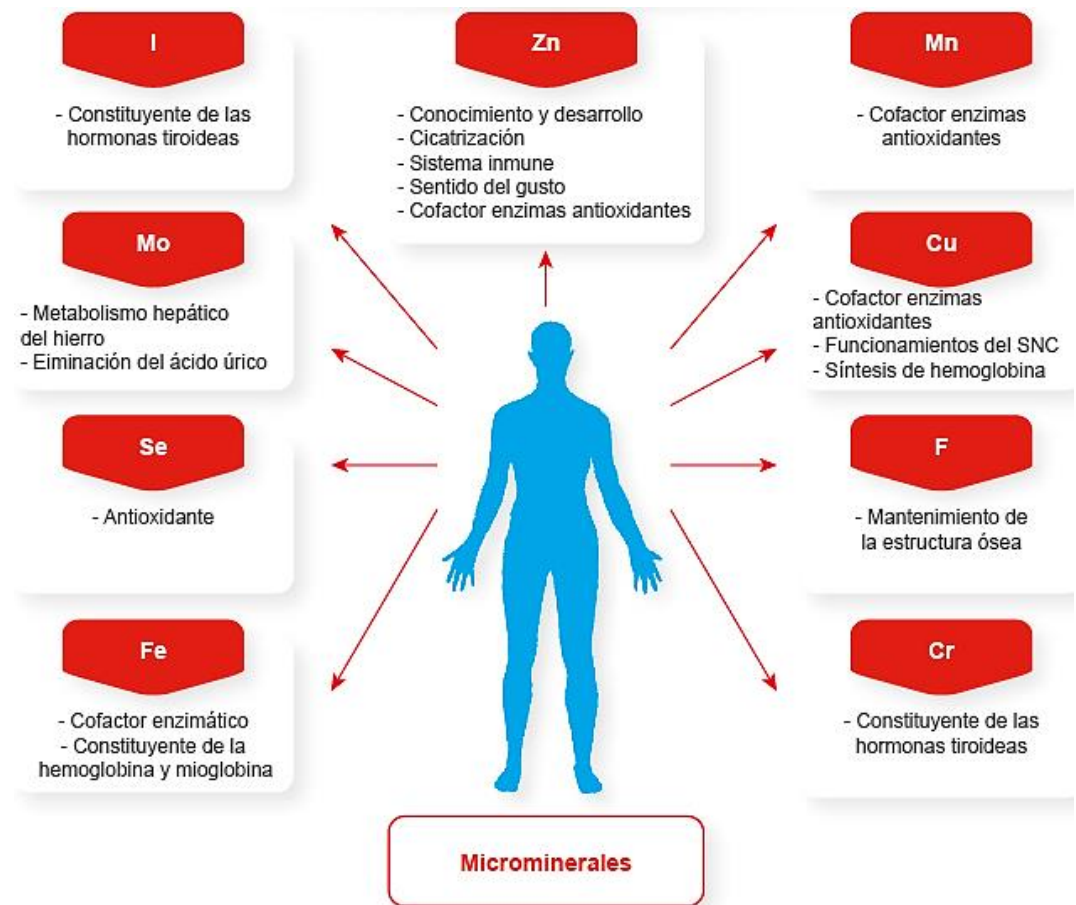 I
- Constituyente de las
hormonas tiroideas
Zn
- Conocimiento y desarrollo
- Cicatrización
- Sistema inmune
- Sentido del gusto
- Cofactor enzimas antioxidantes
Mn
- Cofactor enzimas
antioxidantes
Mo
- Metabolismo hepático
del hierro
- Eiminación del ácido úrico
Cu
- Cofactor enzimas
antioxidantes
- Funcionamientos del SNC
- Síntesis de hemoglobina
Se
- Antioxidante
F
- Mantenimiento de
la estructura ósea
Fe
- Cofactor enzimático
- Constituyente de la
hemoglobina y mioglobina
Cr
- Constituyente de las
hormonas tiroideas
Microminerales